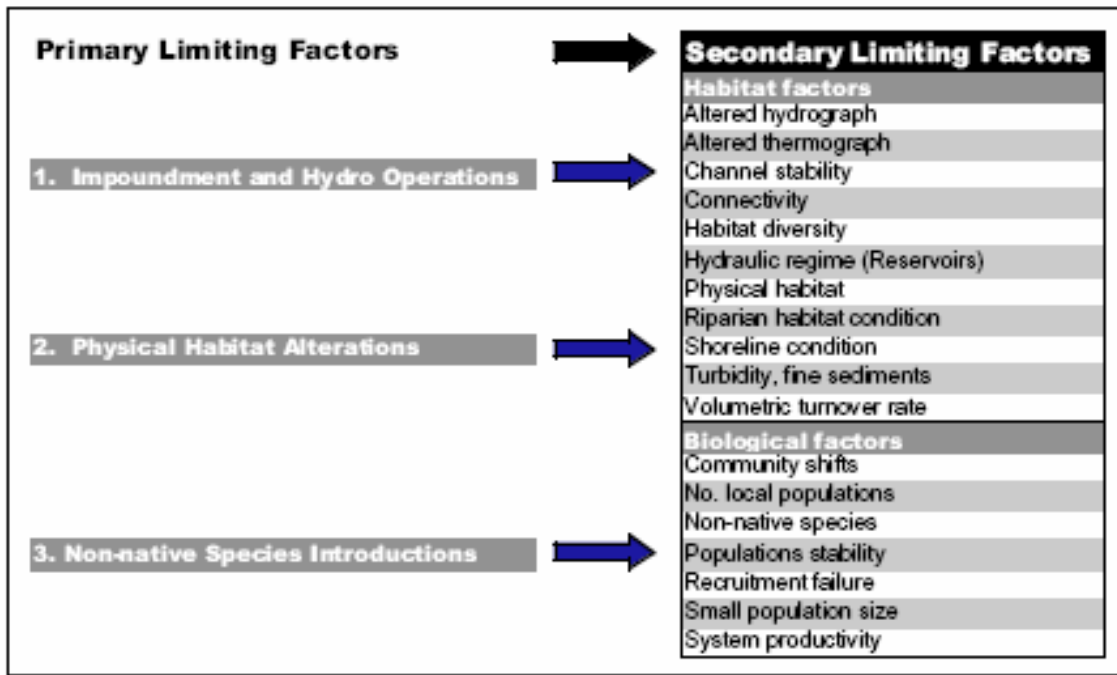 Primary Limiting Factors
1. Impoundment and Hydro Operations
2. Physical Habitat Alterations
3. Non-native Species Introductions
Secondary Limiting Factors
Habitat factors
Altered hydrograph
Altered thermograph
Channel stability
Connectivity
Habitat diversity
Hydraulic regime (Reservoirs)
Physical habitat
Riparian habitat condition
Shoreline condition
Turbidity, fine sediments
Volumetric turnover rate
Biological factors
Community shifts
No. local populations
Non-native species
Populations stability
Recruitment failure
Small population size
System productivity